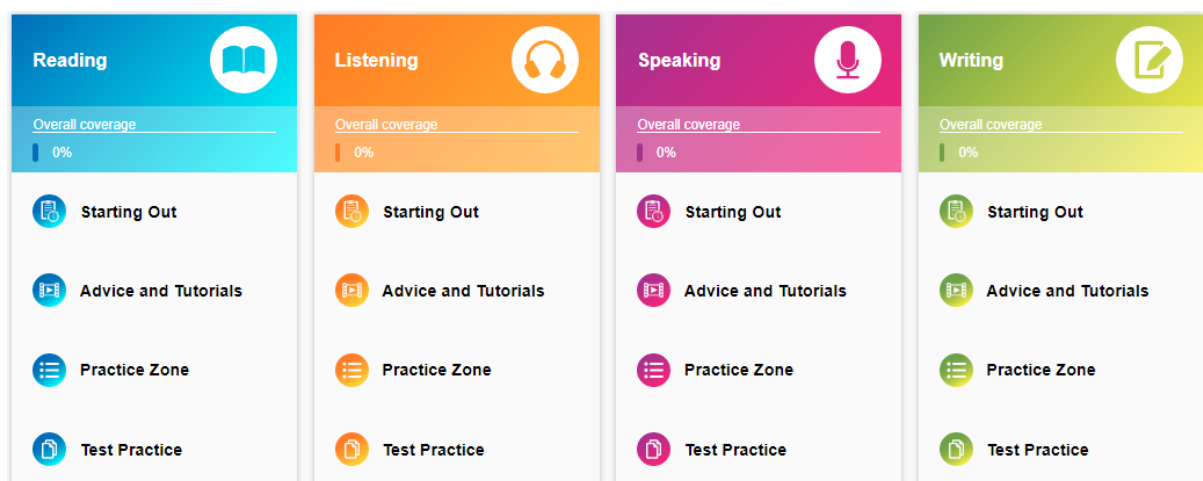 Reading
Overall coverage
0%
Starting Out
Advice and Tutorials
Practice Zone
Test Practice
Listening
Overall coverage
0%
Starting Out
Advice and Tutorials
Practice Zone
Test Practice
Speaking
Overall coverage
0%
Starting Out
Advice and Tutorials
Practice Zone
Test Practice
Writing
Overall coverage
0%
Starting Out
Advice and Tutorials
Practice Zone
Test Practice